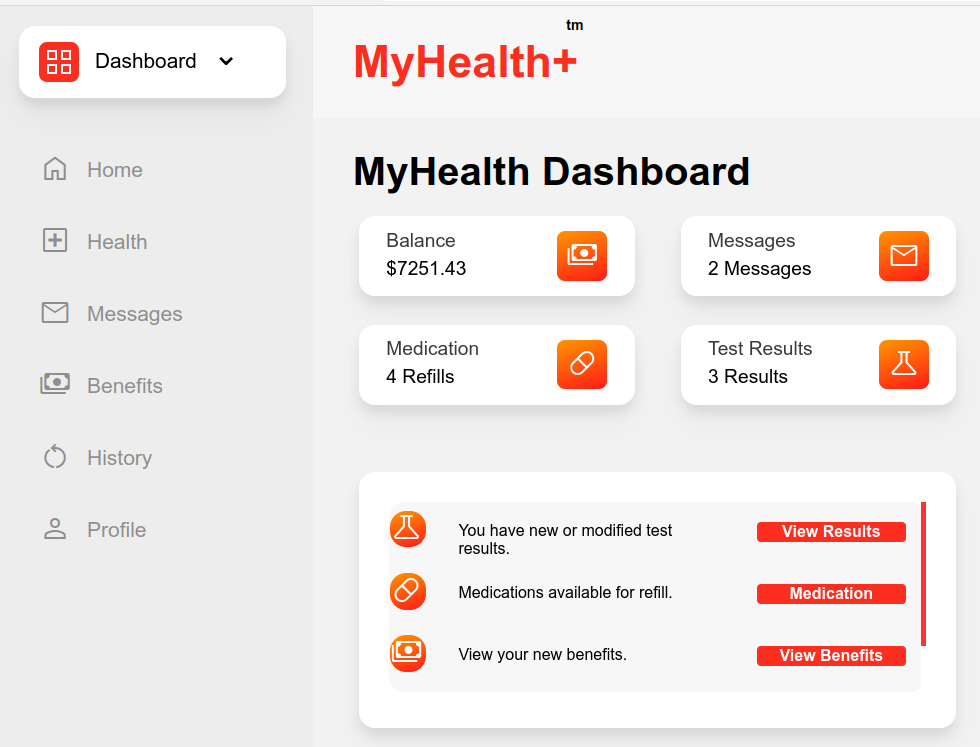 Dashboard
Home
Health
Messages
Benefits
History
Profile
tm
MyHealth+
MyHealth Dashboard
Balance
$7251.43
Messages
2 Messages
Medication
4 Refills
Test Results
3 Results
You have new or modified test
results.
View Results
Medications available for refill.
Medication
View your new benefits.
View Benefits